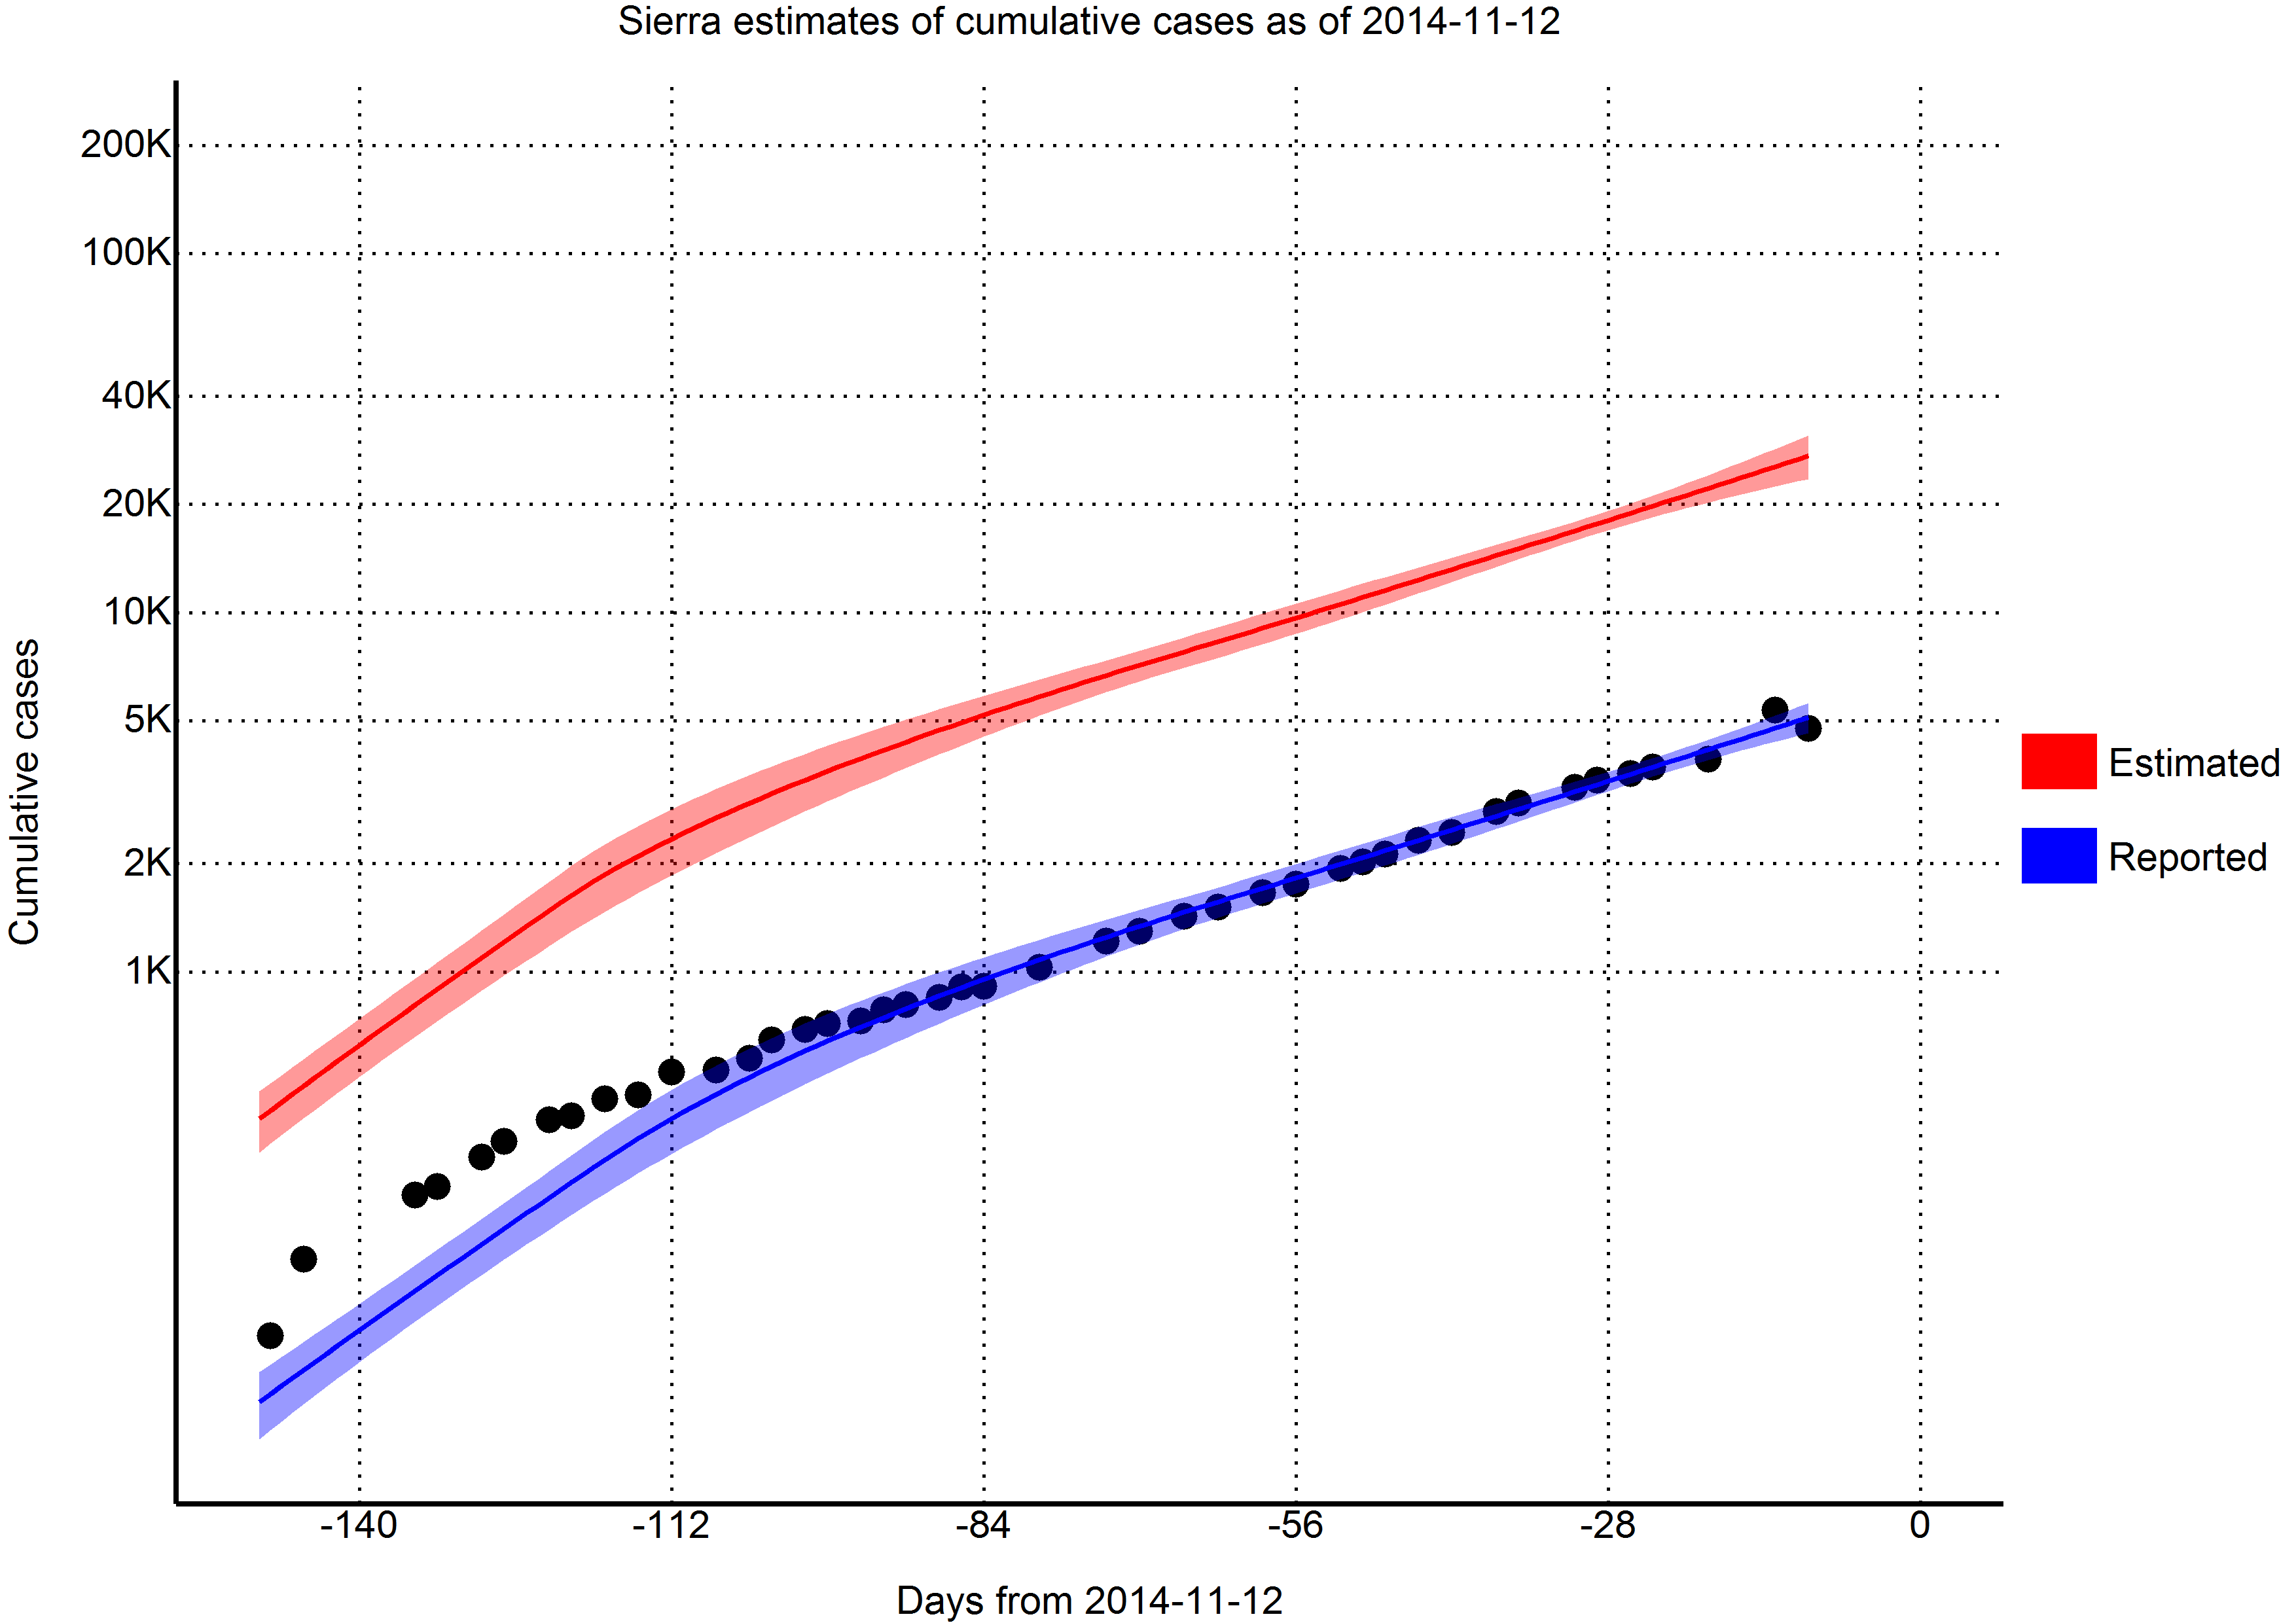 Sierra estimates of cumulative cases as of 2014-11-12
200K
100K
40K
20K
10K
5K
2K
1K
Cumulative cases
Estimated
Reported
-140 -112 -84 -56 -28 0
Days from 2014-11-12